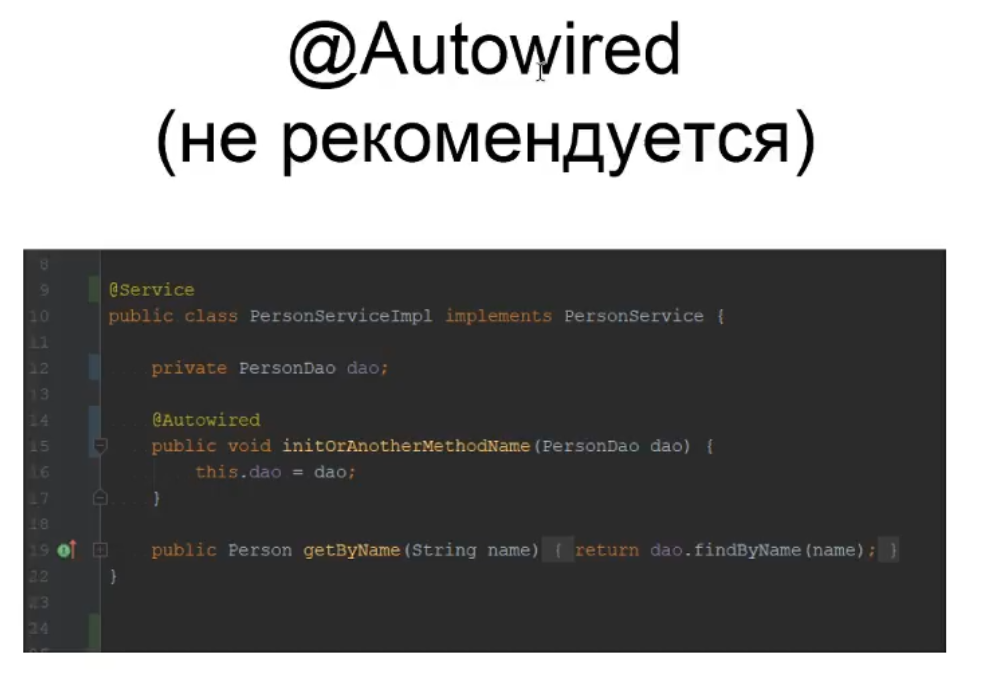 @Autowired
(не рекомендуется)
8
9 @Service
10 public class PersonServiceImpl implements PersonService {
11
12 private PersonDao dao;
13
14 @Autowired
15 public void initOrAnotherMethodName(PersonDao dao) {
16 this.dao = dao;
17 }
18
19 public Person getByName(String name) { return dao.findByName(name); }
22 }
23
24